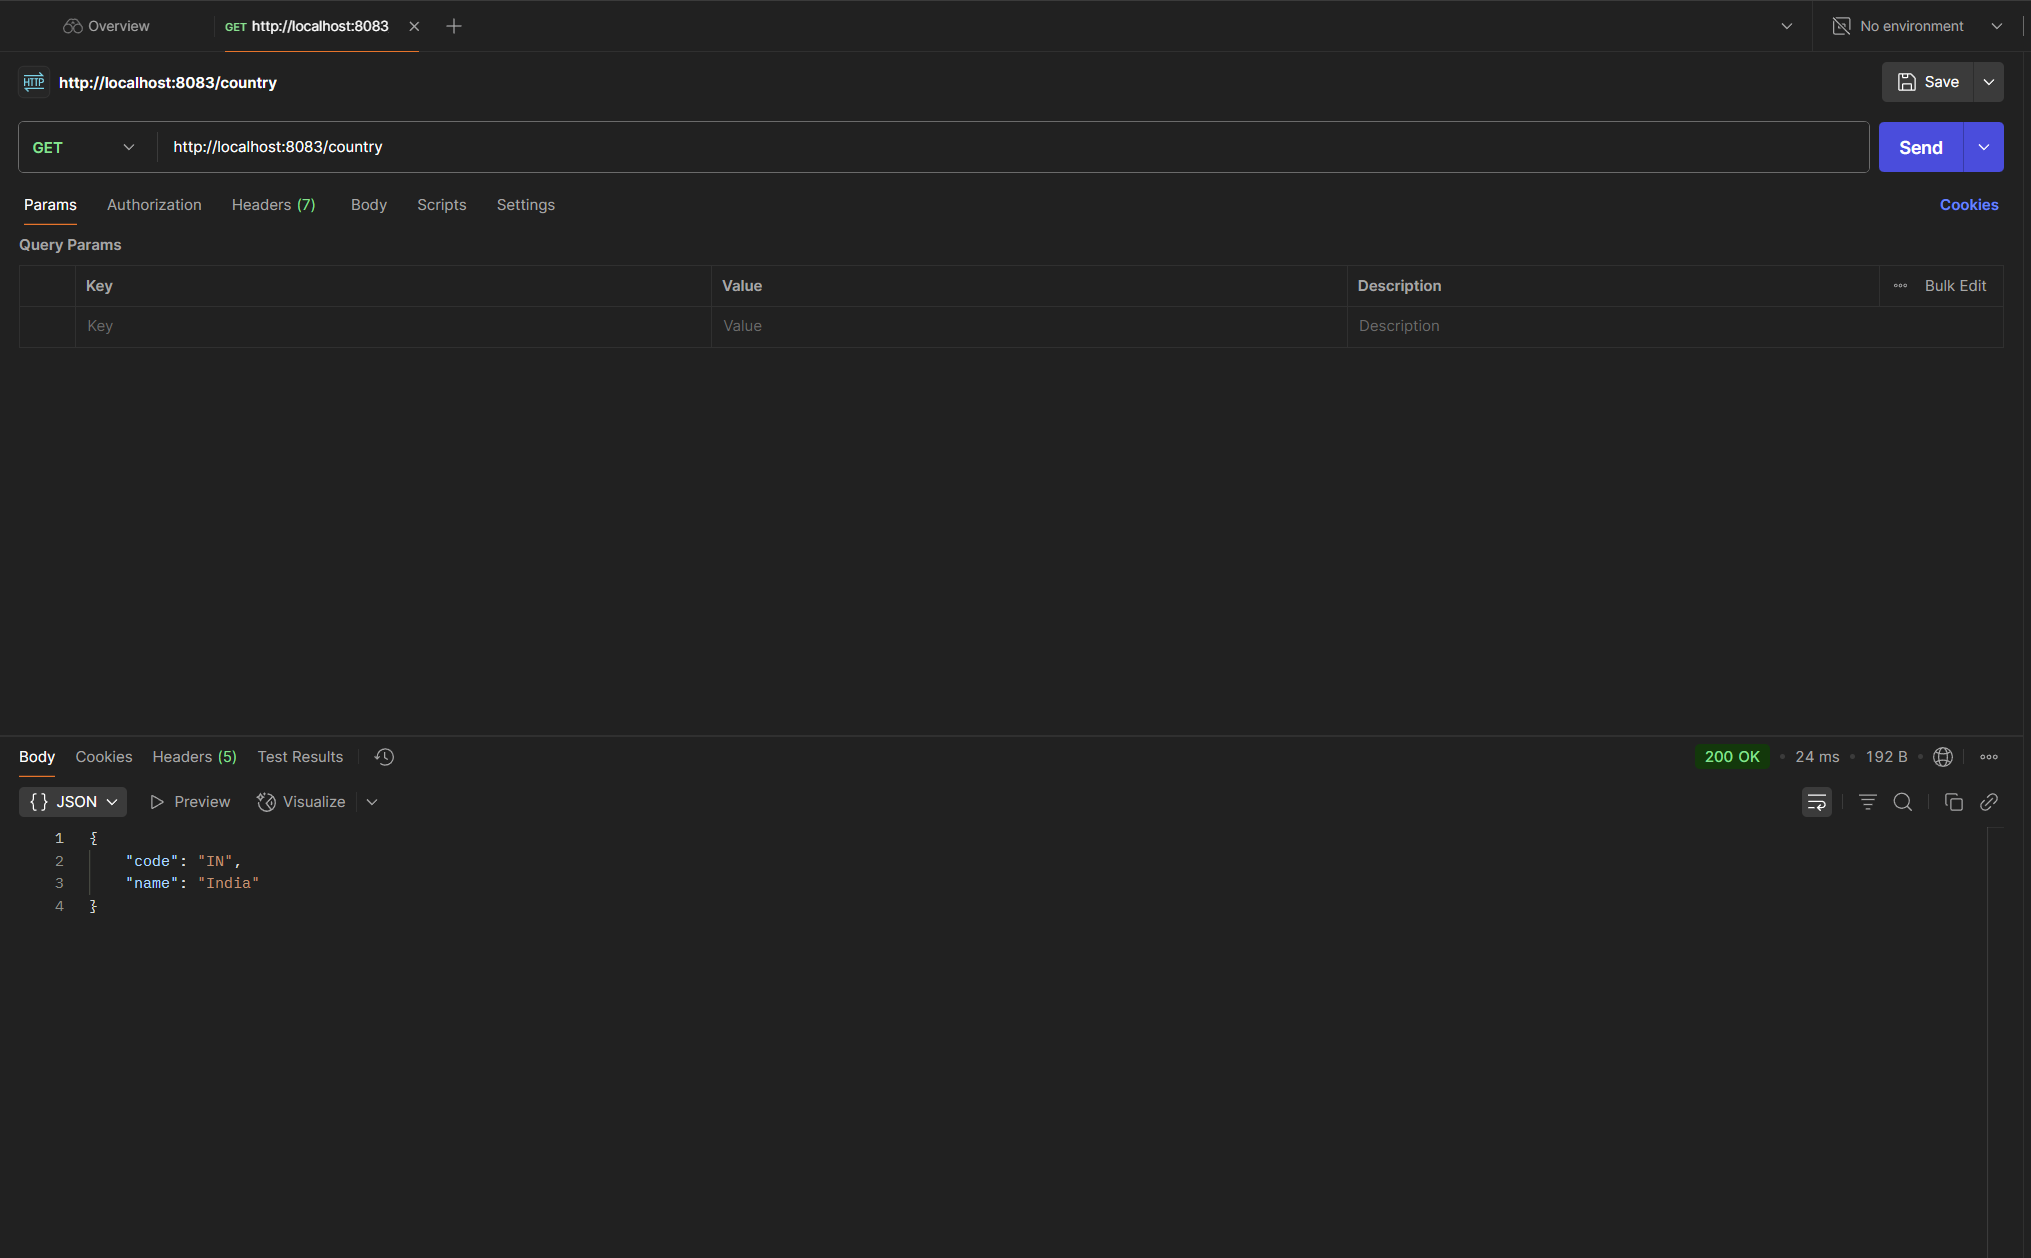 Overview
GET http://localhost:8083
No environment
HTTP http://localhost:8083/country
Save
GET http://localhost:8083/country
Send
Params Authorization Headers (7) Body Scripts Settings Cookies
Query Params
Key Value Description Bulk Edit
Key Value Description
Body Cookies Headers (5) Test Results 200 OK • 24 ms • 192 B •
{} JSON Preview Visualize
1 {
2 "code": "IN",
3 "name": "India"
4 }